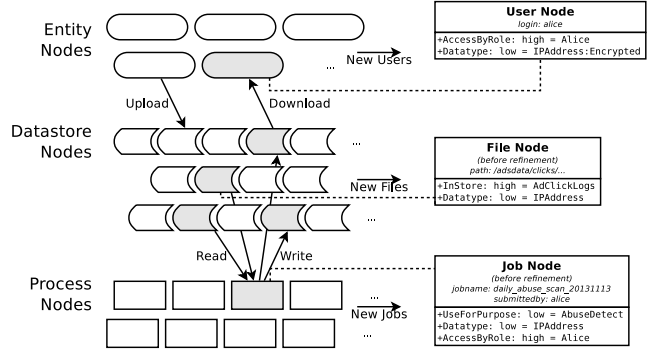 Entity
Nodes
...
New Users
Upload
Download
User Node
login: alice
+AccessByRole: high = Alice
+Datatype: low = IPAddress:Encrypted
Datastore
Nodes
...
New Files
...
File Node
(before refinement)
path: /adsdata/clicks/...
+InStore: high = AdClickLogs
+Datatype: low = IPAddress
Read
Write
Process
Nodes
...
New Jobs
...
Job Node
(before refinement)
jobname: daily_abuse_scan_20131113
submittedby: alice
+UseForPurpose: low = AbuseDetect
+Datatype: low = IPAddress
+AccessByRole: high = Alice